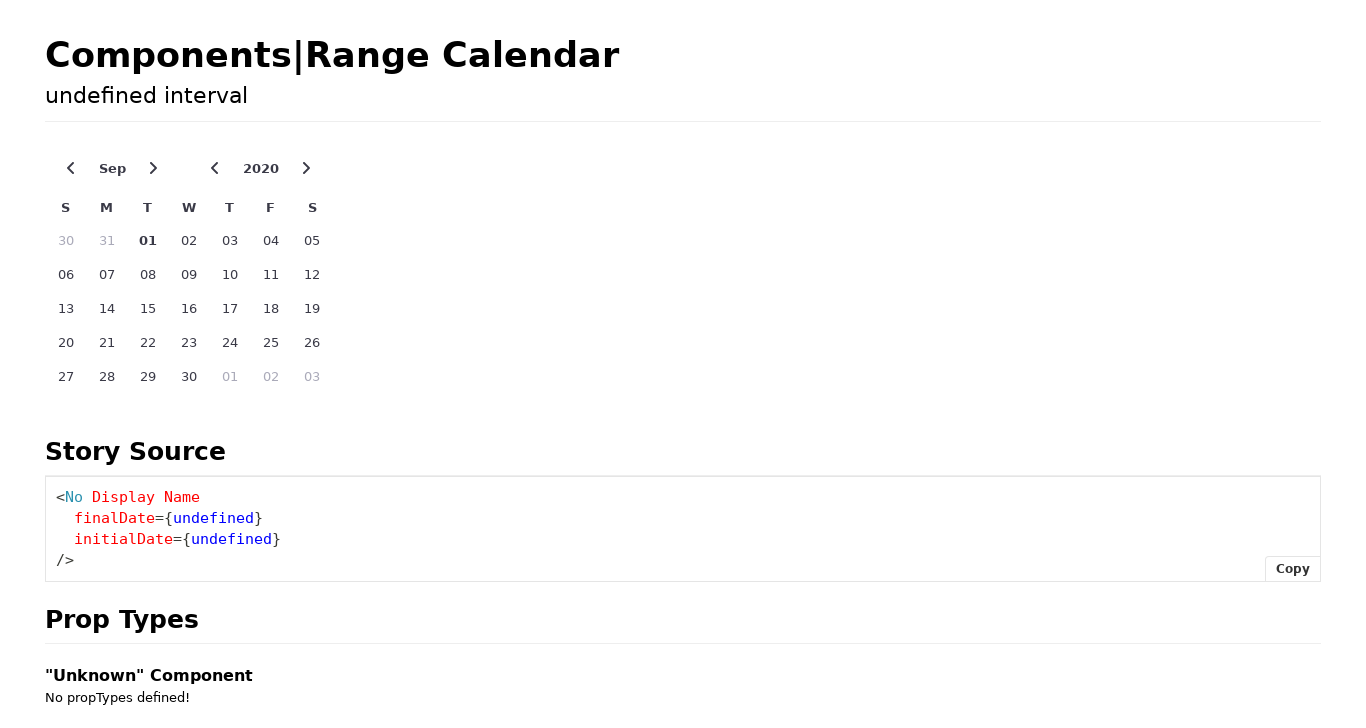 Components|Range Calendar
undefined interval
Sep 2020
S M T W T F S
30 31 01 02 03 04 05
06 07 08 09 10 11 12
13 14 15 16 17 18 19
20 21 22 23 24 25 26
27 28 29 30 01 02 03
Story Source
<No Display Name
finalDate={undefined}
initialDate={undefined}
/>
Copy
Prop Types
"Unknown" Component
No propTypes defined!